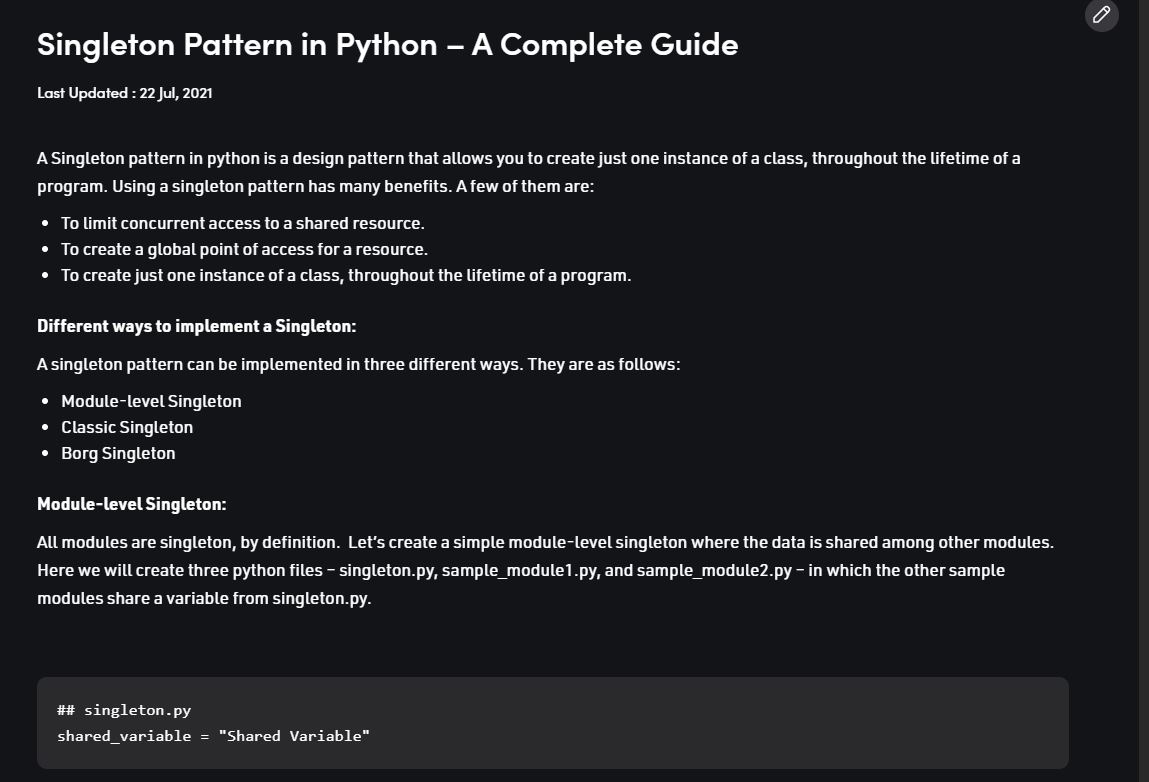 Singleton Pattern in Python – A Complete Guide
Last Updated : 22 Jul, 2021
A Singleton pattern in python is a design pattern that allows you to create just one instance of a class, throughout the lifetime of a
program. Using a singleton pattern has many benefits. A few of them are:
• To limit concurrent access to a shared resource.
• To create a global point of access for a resource.
• To create just one instance of a class, throughout the lifetime of a program.
Different ways to implement a Singleton:
A singleton pattern can be implemented in three different ways. They are as follows:
• Module-level Singleton
• Classic Singleton
• Borg Singleton
Module-level Singleton:
All modules are singleton, by definition.  Let’s create a simple module-level singleton where the data is shared among other modules.
Here we will create three python files – singleton.py, sample_module1.py, and sample_module2.py – in which the other sample
modules share a variable from singleton.py.
## singleton.py
shared_variable = "Shared Variable"